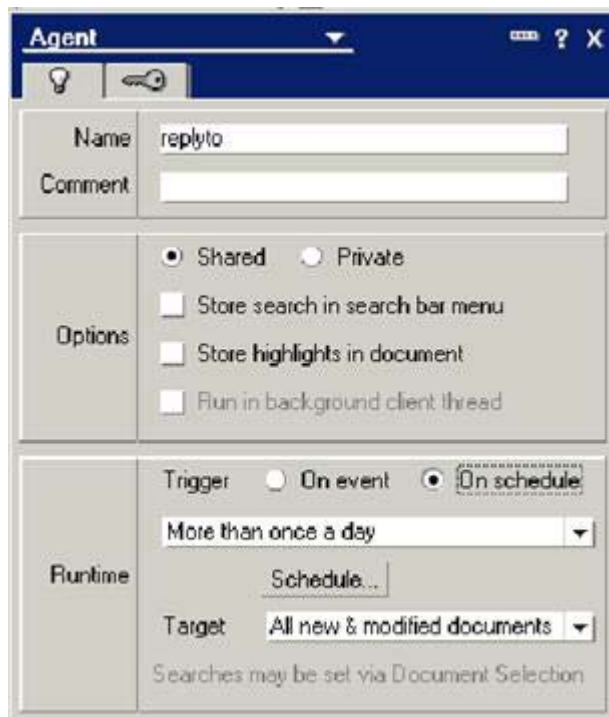 Agent ? X
Name replyto
Comment
Shared Private
Store search in search bar menu
Options
Store highlights in document
Run in background client thread
Trigger On event On schedule
More than once a day
Runtime
Schedule...
Target All new & modified documents
Searches may be set via Document Selection